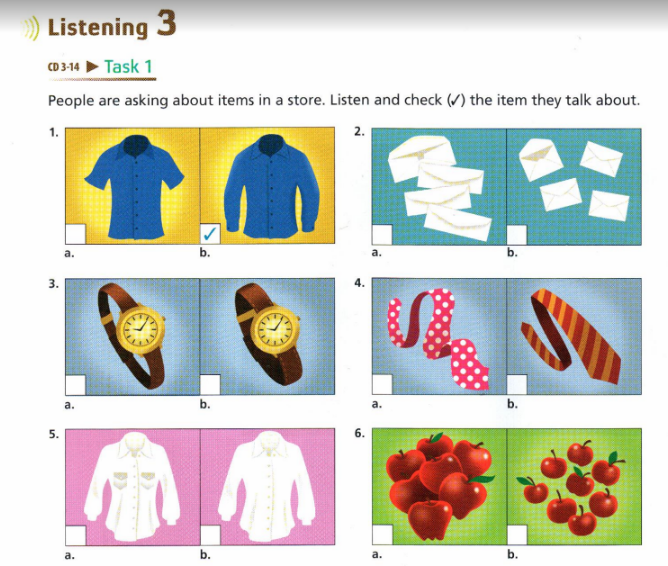 Listening 3
CD 3-14 ▶ Task 1
People are asking about items in a store. Listen and check (✓) the item they talk about.
1.
a.
✓
b.
2.
a.
b.
3.
a.
b.
4.
a.
b.
5.
a.
b.
6.
a.
b.